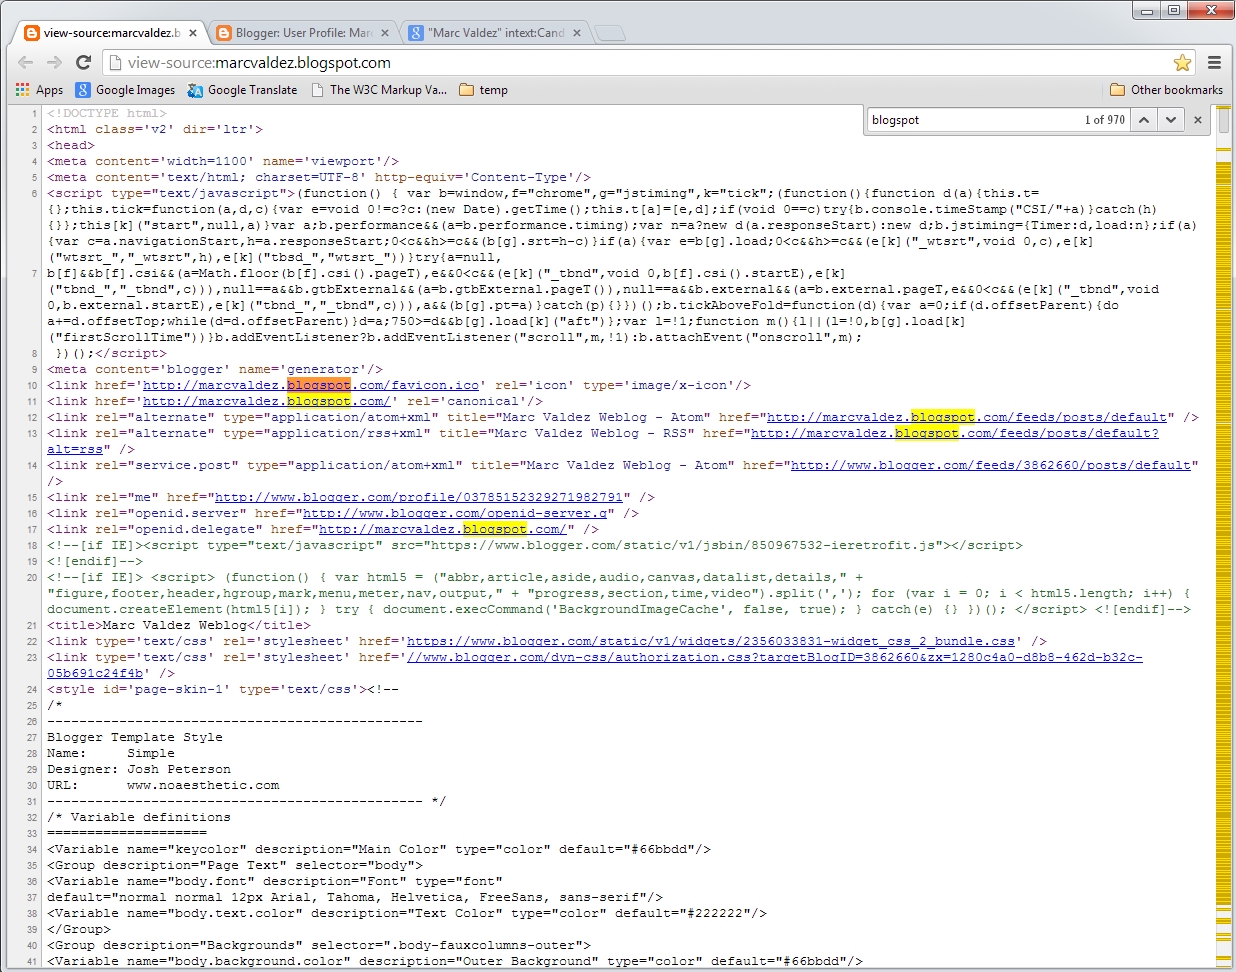 view-source:marcvaldez.b
Blogger: User Profile: Mar
"Marc Valdez" intext:Cand
view-source:marcvaldez.blogspot.com
Apps Google Images Google Translate The W3C Markup Va... temp Other bookmarks
blogspot 1 of 970
1 <!DOCTYPE html>
2 <html class='v2' dir='ltr'>
3 <head>
4 <meta content='width=1100' name='viewport'/>
5 <meta content='text/html; charset=UTF-8' http-equiv='Content-Type'/>
6 <script type="text/javascript">(function() { var b=window,f="chrome",g="jstiming",k="tick";(function(){function d(a){this.t=
{};this.tick=function(a,d,c){var e=void 0!=c?c:(new Date).getTime();this.t[a]=[e,d];if(void 0==c)try{b.console.timeStamp("CSI/"+a)}catch(h)
{}};this[k]("start",null,a)}var a;b.performance&&(a=b.performance.timing);var n=a?new d(a.responseStart):new d;b.jstiming={Timer:d,load:n};if(a)
{var c=a.navigationStart,h=a.responseStart;0<c&&h>=c&&(b[g].srt=h-c)}if(a){var e=b[g].load;0<c&&h>=c&&(e[k]("_wtsrt",void 0,c),e[k]
("wtsrt_","_wtsrt",h),e[k]("tbsd_","wtsrt_"))}try{a=null,
7 b[f]&&b[f].csi&&(a=Math.floor(b[f].csi().pageT),e&&0<c&&(e[k]("_tbnd",void 0,b[f].csi().startE),e[k]
("tbnd_","_tbnd",c))),null==a&&b.gtbExternal&&(a=b.gtbExternal.pageT()),null==a&&b.external&&(a=b.external.pageT,e&&0<c&&(e[k]("_tbnd",void
0,b.external.startE),e[k]("tbnd_","_tbnd",c))),a&&(b[g].pt=a)}catch(p){}})();b.tickAboveFold=function(d){var a=0;if(d.offsetParent){do
a+=d.offsetTop;while(d=d.offsetParent)}d=a;750>=d&&b[g].load[k]("aft")};var l=!1;function m(){l||(l=!0,b[g].load[k]
("firstScrollTime"))}b.addEventListener?b.addEventListener("scroll",m,!1):b.attachEvent("onscroll",m);
8 })();</script>
9 <meta content='blogger' name='generator'/>
10 <link href='http://marcvaldez.blogspot.com/favicon.ico' rel='icon' type='image/x-icon'/>
11 <link href='http://marcvaldez.blogspot.com/' rel='canonical'/>
12 <link rel="alternate" type="application/atom+xml" title="Marc Valdez Weblog - Atom" href="http://marcvaldez.blogspot.com/feeds/posts/default" />
13 <link rel="alternate" type="application/rss+xml" title="Marc Valdez Weblog - RSS" href="http://marcvaldez.blogspot.com/feeds/posts/default?
alt=rss" />
14 <link rel="service.post" type="application/atom+xml" title="Marc Valdez Weblog - Atom" href="http://www.blogger.com/feeds/3862660/posts/default"
/>
15 <link rel="me" href="http://www.blogger.com/profile/03785152329271982791" />
16 <link rel="openid.server" href="http://www.blogger.com/openid-server.g" />
17 <link rel="openid.delegate" href="http://marcvaldez.blogspot.com/" />
18 <!--[if IE]><script type="text/javascript" src="https://www.blogger.com/static/v1/jsbin/850967532-ieretrofit.js"></script>
19 <![endif]-->
20 <!--[if IE]> <script> (function() { var html5 = ("abbr,article,aside,audio,canvas,datalist,details," +
"figure,footer,header,hgroup,mark,menu,meter,nav,output," + "progress,section,time,video").split(','); for (var i = 0; i < html5.length; i++) {
document.createElement(html5[i]); } try { document.execCommand('BackgroundImageCache', false, true); } catch(e) {} })(); </script> <![endif]-->
21 <title>Marc Valdez Weblog</title>
22 <link type='text/css' rel='stylesheet' href='https://www.blogger.com/static/v1/widgets/2356033831-widget_css_2_bundle.css' />
23 <link type='text/css' rel='stylesheet' href='//www.blogger.com/dyn-css/authorization.css?targetBlogID=3862660&zx=1280c4a0-d8b8-462d-b32c-
05b691c24f4b' />
24 <style id='page-skin-1' type='text/css'><!--
25 /*
26 -----------------------------------------------
27 Blogger Template Style
28 Name: Simple
29 Designer: Josh Peterson
30 URL: www.noaesthetic.com
31 ----------------------------------------------- */
32 /* Variable definitions
33 ====================
34 <Variable name="keycolor" description="Main Color" type="color" default="#66bbdd"/>
35 <Group description="Page Text" selector="body">
36 <Variable name="body.font" description="Font" type="font"
37 default="normal normal 12px Arial, Tahoma, Helvetica, FreeSans, sans-serif"/>
38 <Variable name="body.text.color" description="Text Color" type="color" default="#222222"/>
39 </Group>
40 <Group description="Backgrounds" selector=".body-fauxcolumns-outer">
41 <Variable name="body.background.color" description="Outer Background" type="color" default="#66bbdd"/>